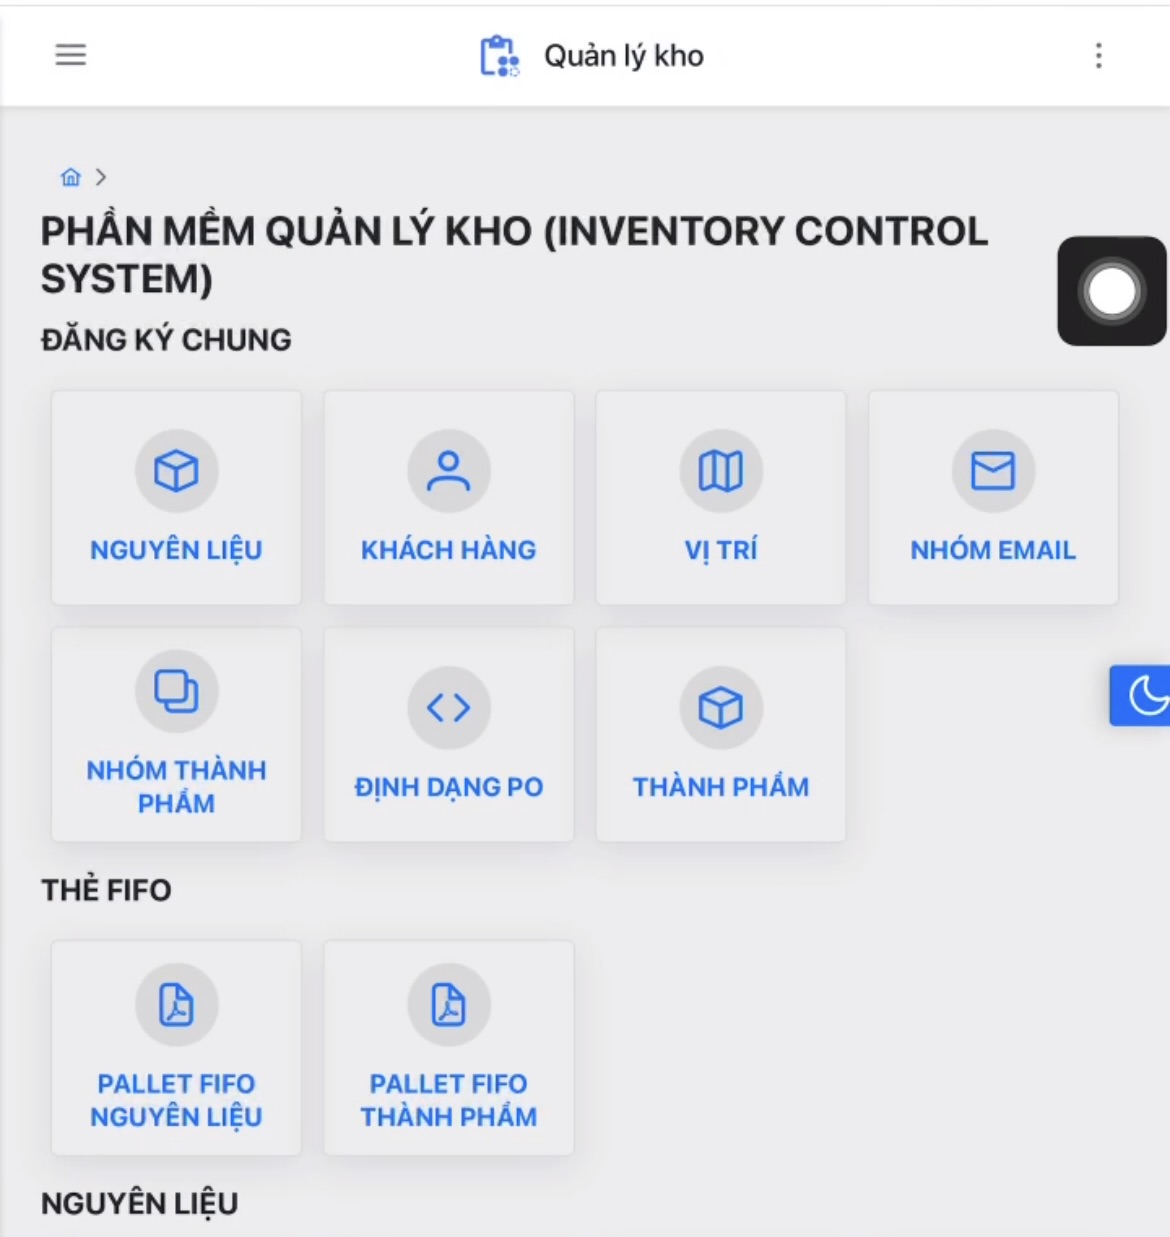 Quản lý kho
PHẦN MỀM QUẢN LÝ KHO (INVENTORY CONTROL
SYSTEM)
ĐĂNG KÝ CHUNG
NGUYÊN LIỆU
KHÁCH HÀNG
VỊ TRÍ
NHÓM EMAIL
NHÓM THÀNH
PHẨM
ĐỊNH DẠNG PO
THÀNH PHẨM
THẺ FIFO
PALLET FIFO
NGUYÊN LIỆU
PALLET FIFO
THÀNH PHẨM
NGUYÊN LIỆU